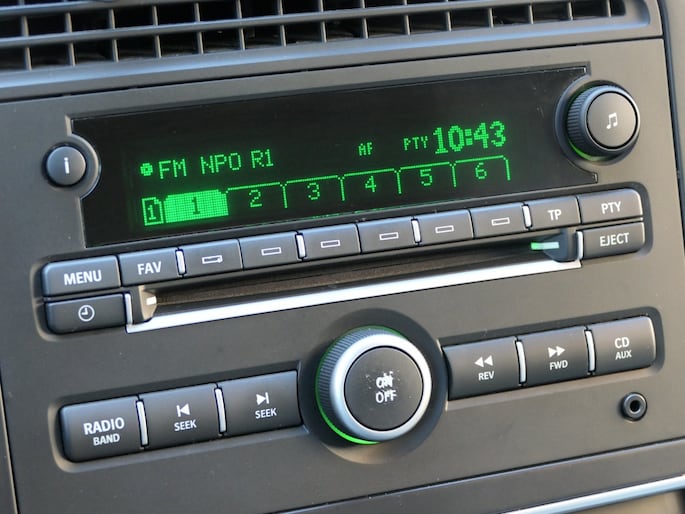 i
FM NPO R1 AF PTY 10:43
1 1 2 3 4 5 6
MENU FAV TP PTY
EJECT
RADIO BAND
SEEK
SEEK
ON
OFF
REV
FWD
CD
AUX